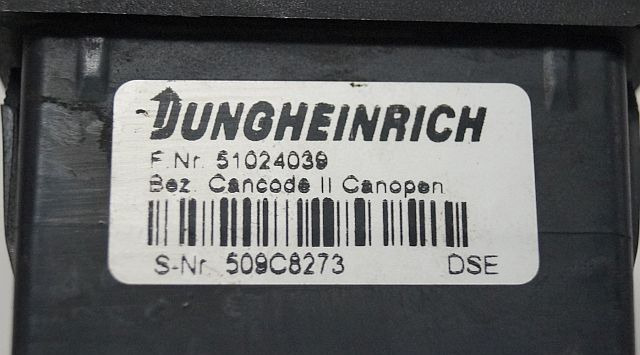 JUNGHEINRICH
F.Nr. 51024039
Bez. Cancode II Canopen
S-Nr. 509C8273 DSE